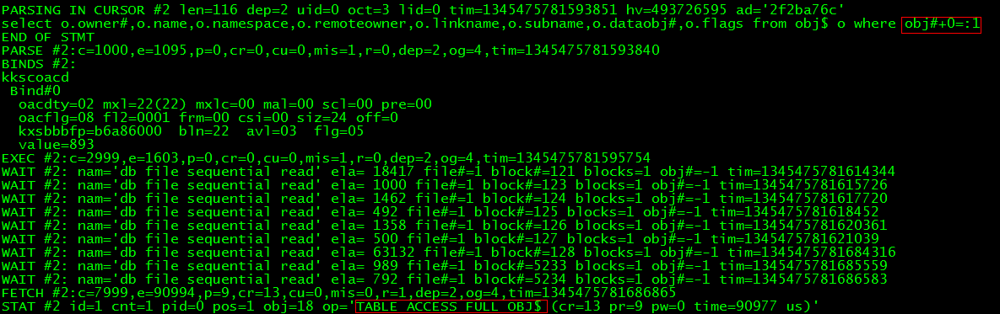 PARSING IN CURSOR #2 len=116 dep=2 uid=0 oct=3 lid=0 tim=1345475781593851 hv=493726595 ad='2f2ba76c'
select o.owner#,o.name,o.namespace,o.remoteowner,o.linkname,o.subname,o.dataobj#,o.flags from obj$ o where obj#+0=:1
END OF STMT
PARSE #2:c=1000,e=1095,p=0,cr=0,cu=0,mis=1,r=0,dep=2,og=4,tim=1345475781593840
BINDS #2:
kkscoacd
 Bind#0
  oacdty=02 mxl=22(22) mxlc=00 mal=00 scl=00 pre=00
  oacflg=08 fl2=0001 frm=00 csi=00 siz=24 off=0
  kxsbbbfp=b6a86000  bln=22  avl=03  flg=05
  value=893
EXEC #2:c=2999,e=1603,p=0,cr=0,cu=0,mis=1,r=0,dep=2,og=4,tim=1345475781595754
WAIT #2: nam='db file sequential read' ela= 18417 file#=1 block#=121 blocks=1 obj#=-1 tim=1345475781614344
WAIT #2: nam='db file sequential read' ela= 1000 file#=1 block#=123 blocks=1 obj#=-1 tim=1345475781615726
WAIT #2: nam='db file sequential read' ela= 1462 file#=1 block#=124 blocks=1 obj#=-1 tim=1345475781617720
WAIT #2: nam='db file sequential read' ela= 492 file#=1 block#=125 blocks=1 obj#=-1 tim=1345475781618452
WAIT #2: nam='db file sequential read' ela= 1358 file#=1 block#=126 blocks=1 obj#=-1 tim=1345475781620361
WAIT #2: nam='db file sequential read' ela= 500 file#=1 block#=127 blocks=1 obj#=-1 tim=1345475781621039
WAIT #2: nam='db file sequential read' ela= 63132 file#=1 block#=128 blocks=1 obj#=-1 tim=1345475781684316
WAIT #2: nam='db file sequential read' ela= 989 file#=1 block#=5233 blocks=1 obj#=-1 tim=1345475781685559
WAIT #2: nam='db file sequential read' ela= 792 file#=1 block#=5234 blocks=1 obj#=-1 tim=1345475781686583
FETCH #2:c=7999,e=90994,p=9,cr=13,cu=0,mis=0,r=1,dep=2,og=4,tim=1345475781686865
STAT #2 id=1 cnt=1 pid=0 pos=1 obj=18 op='TABLE ACCESS FULL OBJ$ (cr=13 pr=9 pw=0 time=90977 us)'